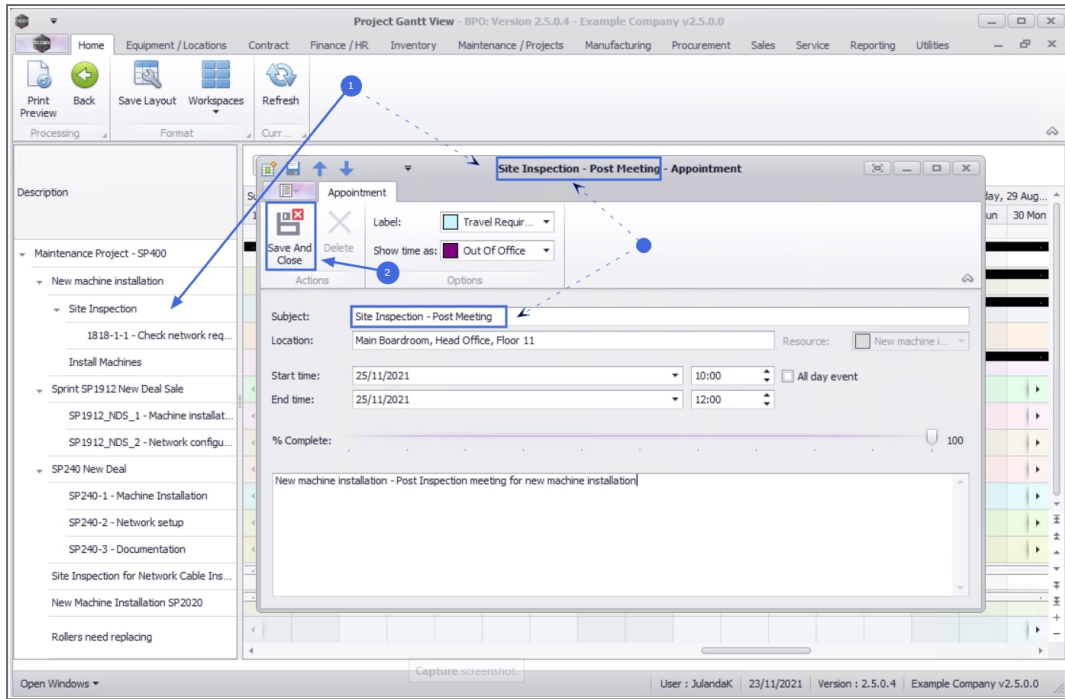 Project Gantt View - BPO: Version 2.5.0.4 - Example Company v2.5.0.0
Home Equipment / Locations Contract Finance / HR Inventory Maintenance / Projects Manufacturing Procurement Sales Service Reporting Utilities
Print Preview Back Save Layout Workspaces Refresh
Processing Format Curr...
1
Description
Site Inspection - Post Meeting - Appointment
Appointment
Save And Close Delete
Label: Travel Requir...
Show time as: Out Of Office
2
Actions Options
day, 29 Aug...
un 30 Mon
Subject: Site Inspection - Post Meeting
Location: Main Boardroom, Head Office, Floor 11 Resource: New machine i...
Start time: 25/11/2021 10:00 All day event
End time: 25/11/2021 12:00
% Complete: 100
New machine installation - Post Inspection meeting for new machine installation
Maintenance Project - SP400
New machine installation
Site Inspection
1818-1-1 - Check network req...
Install Machines
Sprint SP1912 New Deal Sale
SP1912_NDS_1 - Machine installat...
SP1912_NDS_2 - Network configu...
SP240 New Deal
SP240-1 - Machine Installation
SP240-2 - Network setup
SP240-3 - Documentation
Site Inspection for Network Cable Ins...
New Machine Installation SP2020
Rollers need replacing
Capture screenshot.
Open Windows User : JulandaK 23/11/2021 Version : 2.5.0.4 Example Company v2.5.0.0